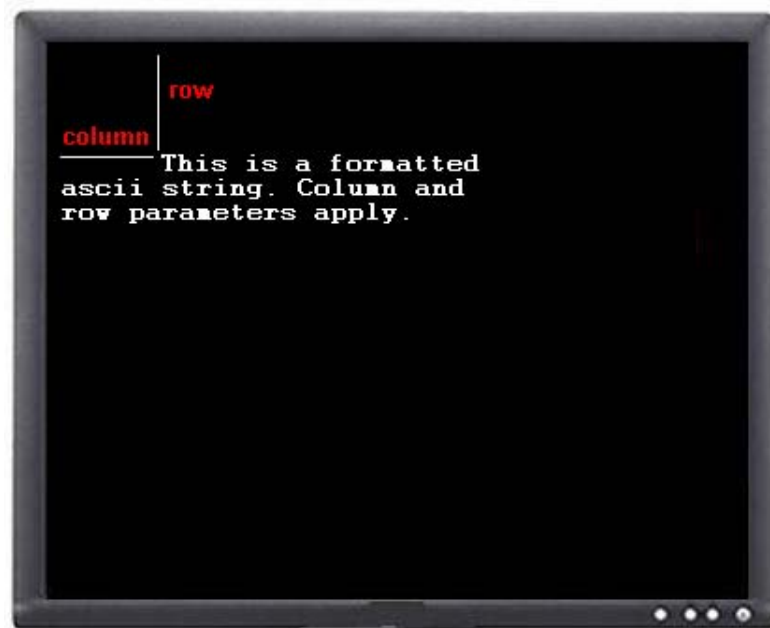 row
column
This is a formatted
ascii string. Column and
row parameters apply.